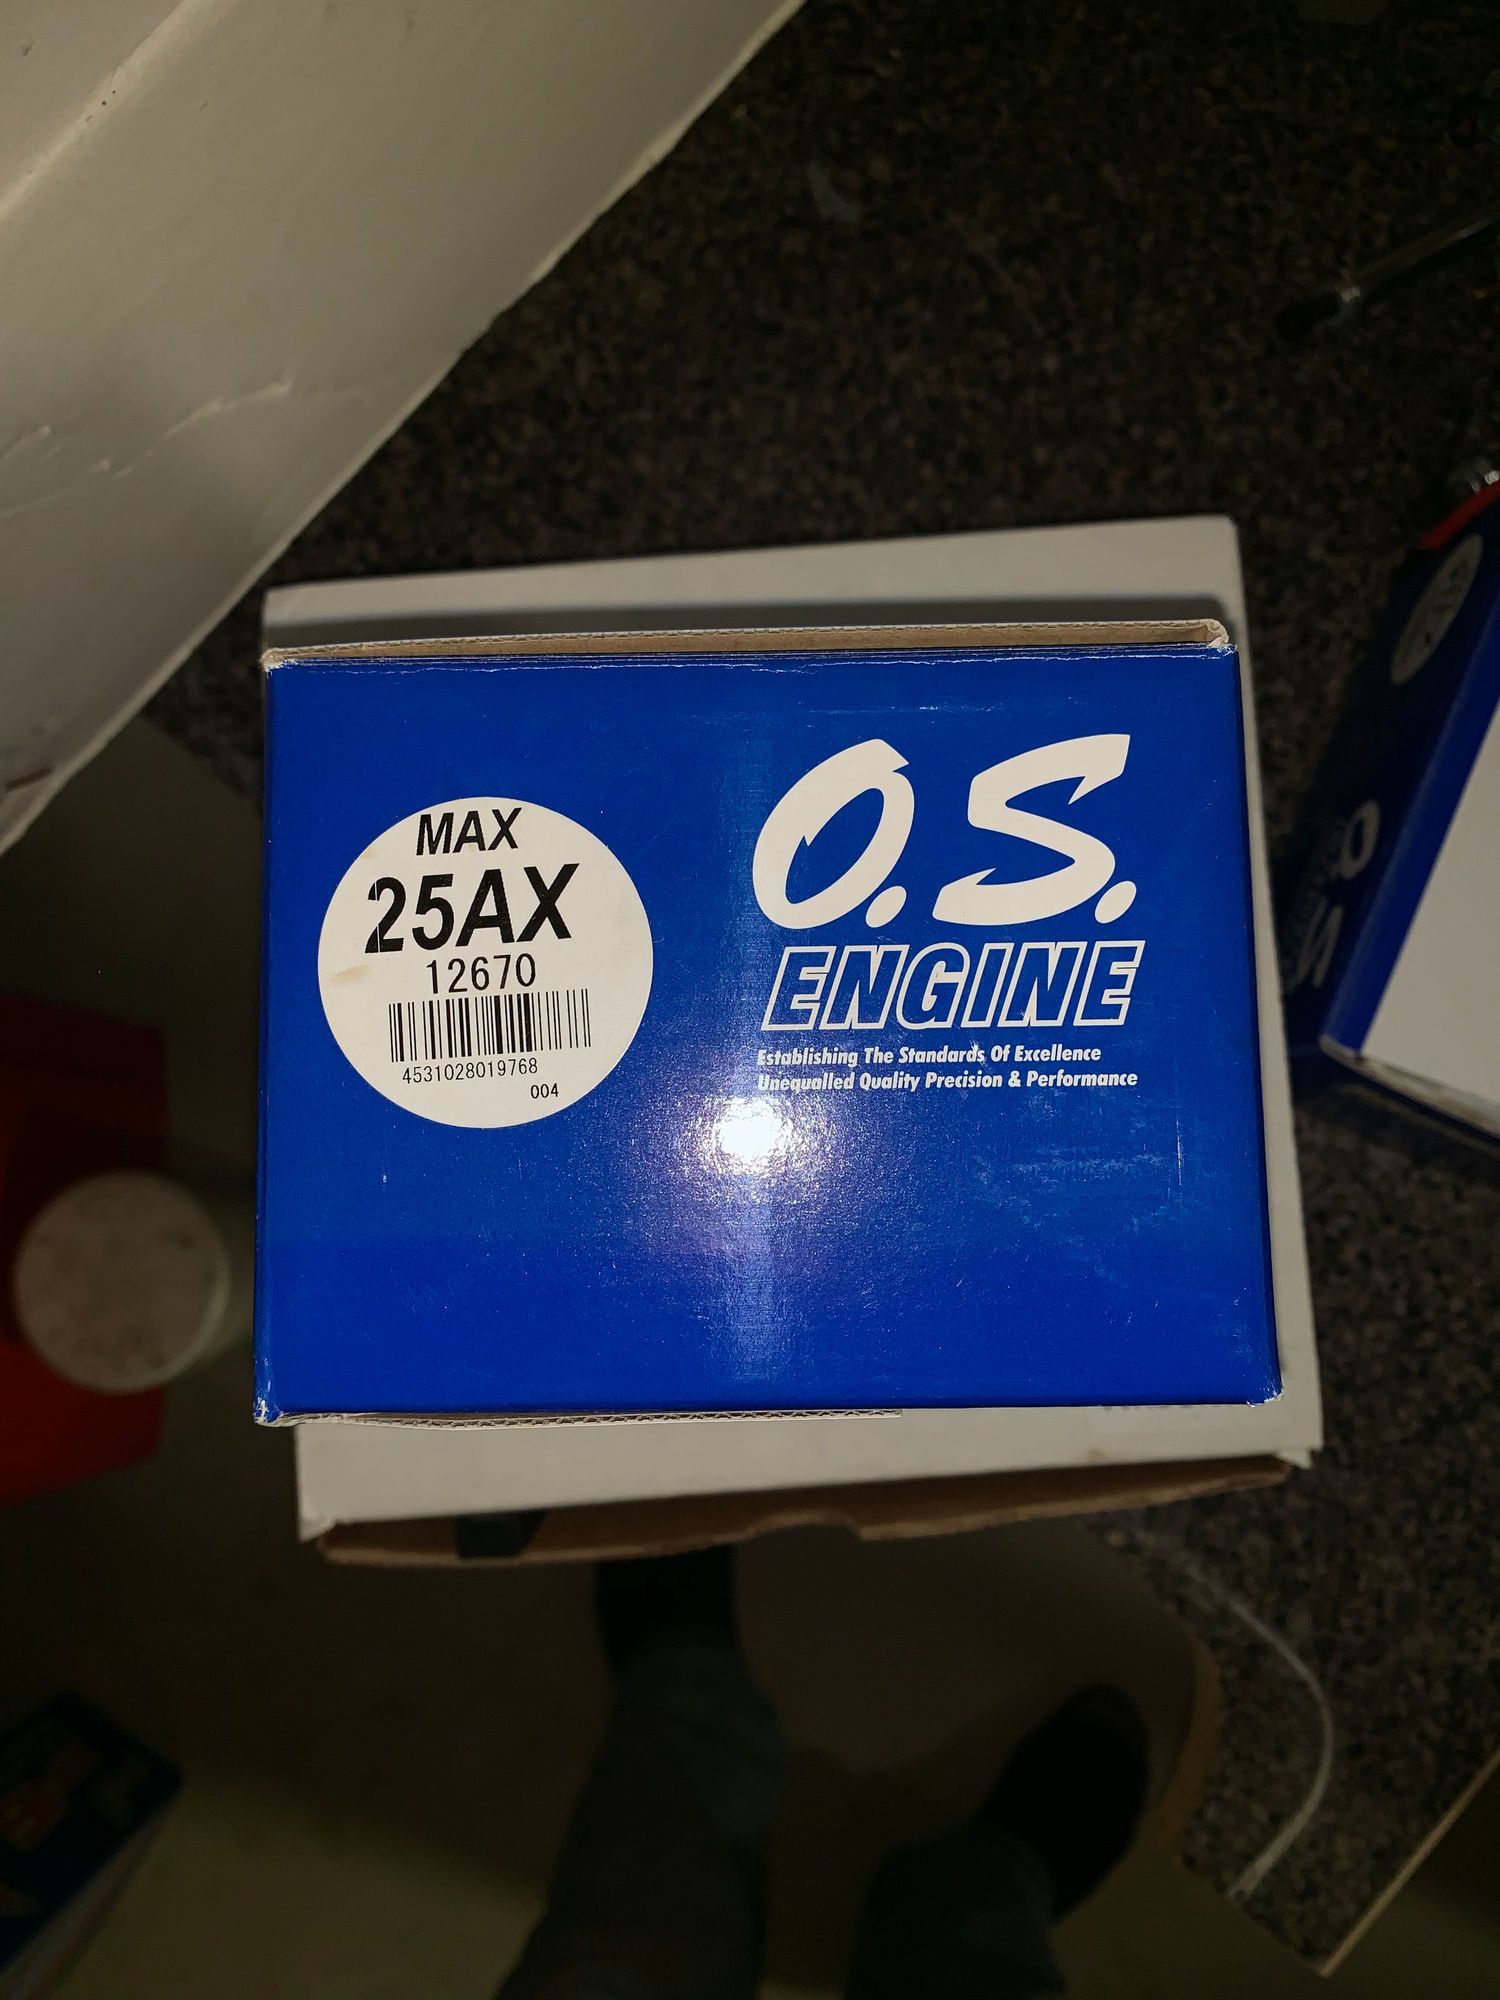 MAX
25AX
12670
4531028019768
004
O.S.
ENGINE
Establishing The Standards Of Excellence
Unequalled Quality Precision & Performance